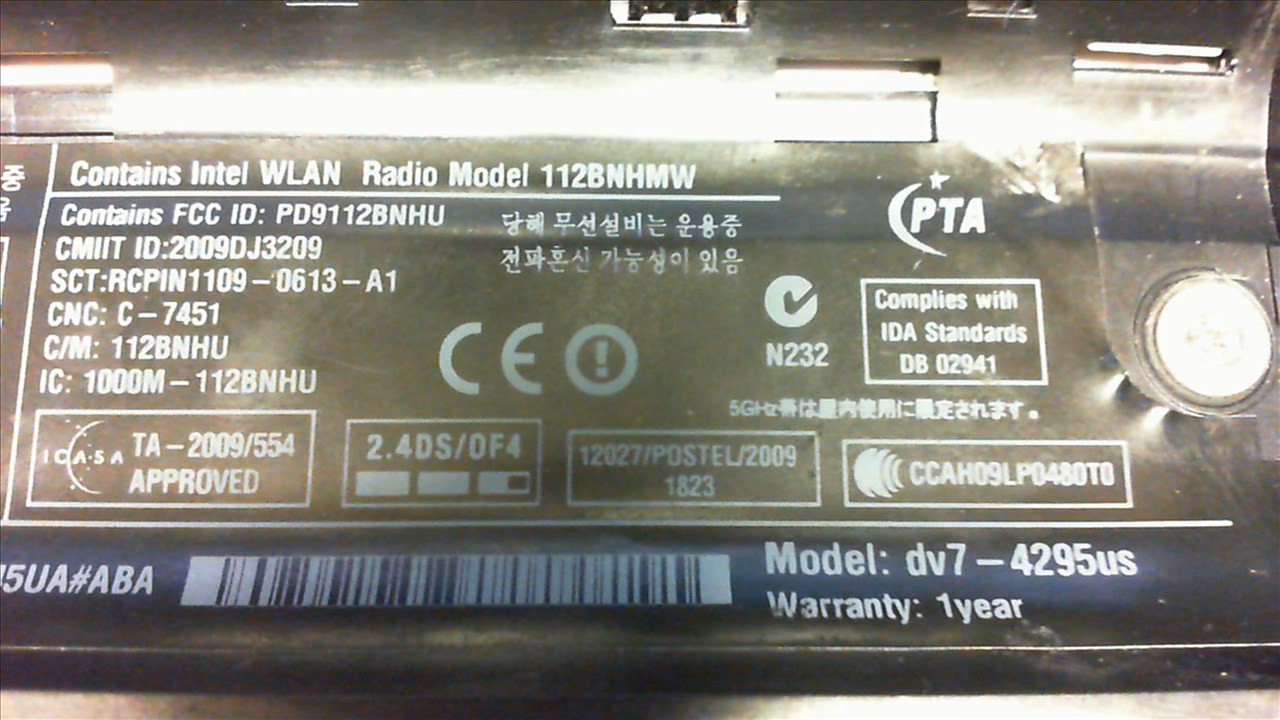 중
Contains Intel WLAN Radio Model 112BNHMW
Contains FCC ID: PD9112BNHU
CMIIT ID:2009DJ3209
SCT:RCPIN1109-0613-A1
CNC: C-7451
C/M: 112BNHU
IC: 1000M-112BNHU
당해 무선설비는 운용중
전파혼신 가능성이 있음
PTA
CE
N232
Complies with
IDA Standards
DB 02941
5GHz帯は屋内使用に限定されます。
ICASA
TA-2009/554
APPROVED
2.4DS/OF4
12027/POSTEL/2009
1823
CCAH09LP0480T0
5UA#ABA
Model: dv7-4295us
Warranty: 1year